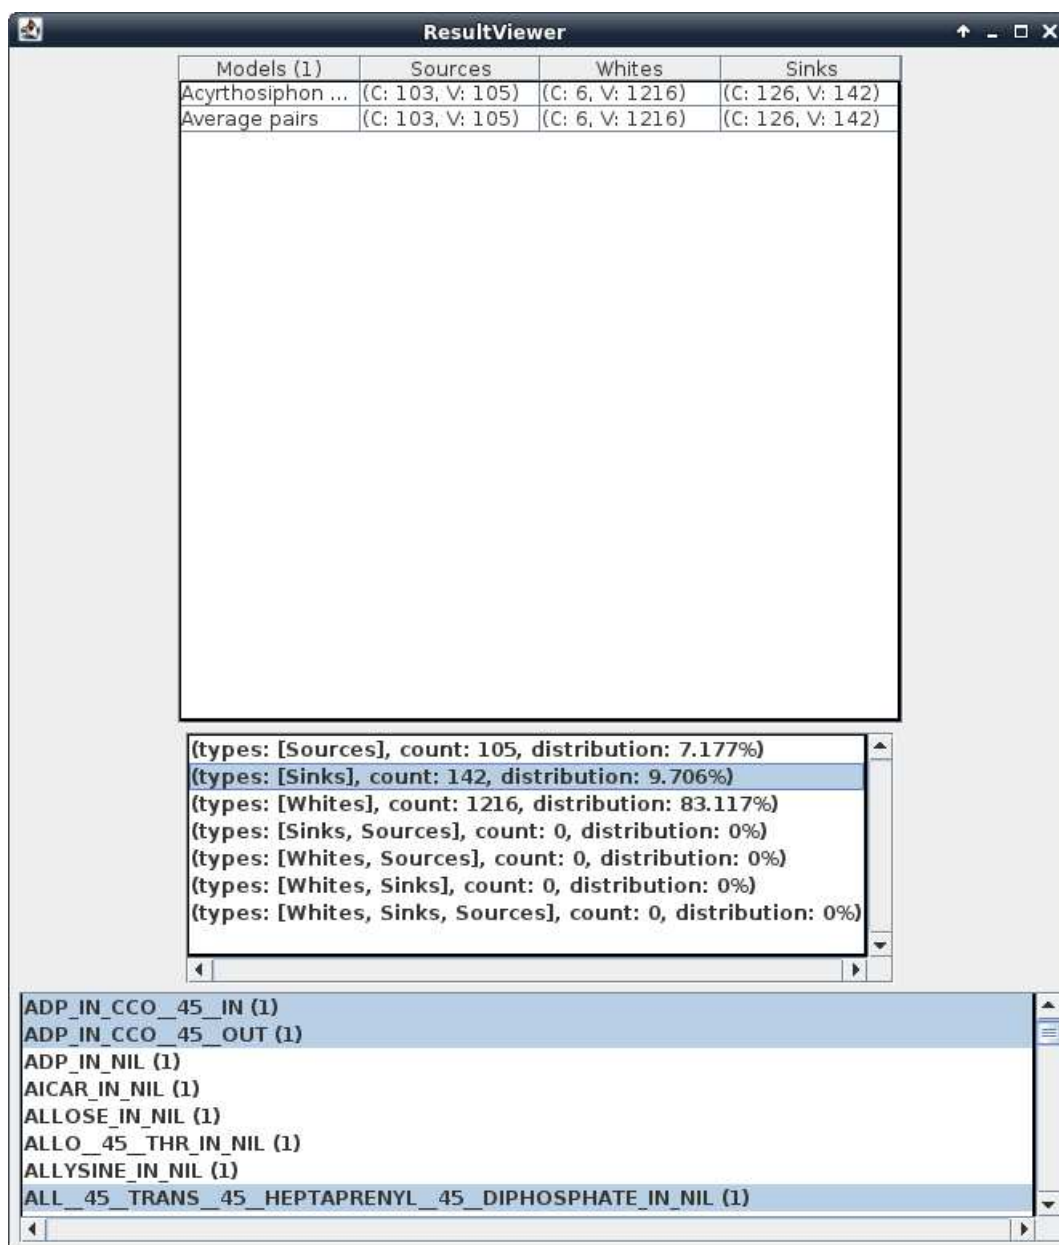 ResultViewer
Models (1) Sources Whites Sinks
Acyrthosiphon ... (C: 103, V: 105) (C: 6, V: 1216) (C: 126, V: 142)
Average pairs (C: 103, V: 105) (C: 6, V: 1216) (C: 126, V: 142)
(types: [Sources], count: 105, distribution: 7.177%)
(types: [Sinks], count: 142, distribution: 9.706%)
(types: [Whites], count: 1216, distribution: 83.117%)
(types: [Sinks, Sources], count: 0, distribution: 0%)
(types: [Whites, Sources], count: 0, distribution: 0%)
(types: [Whites, Sinks], count: 0, distribution: 0%)
(types: [Whites, Sinks, Sources], count: 0, distribution: 0%)
ADP_IN_CCO__45__IN (1)
ADP_IN_CCO__45__OUT (1)
ADP_IN_NIL (1)
AICAR_IN_NIL (1)
ALLOSE_IN_NIL (1)
ALLO__45__THR_IN_NIL (1)
ALLYSINE_IN_NIL (1)
ALL__45__TRANS__45__HEPTAPRENYL__45__DIPHOSPHATE_IN_NIL (1)